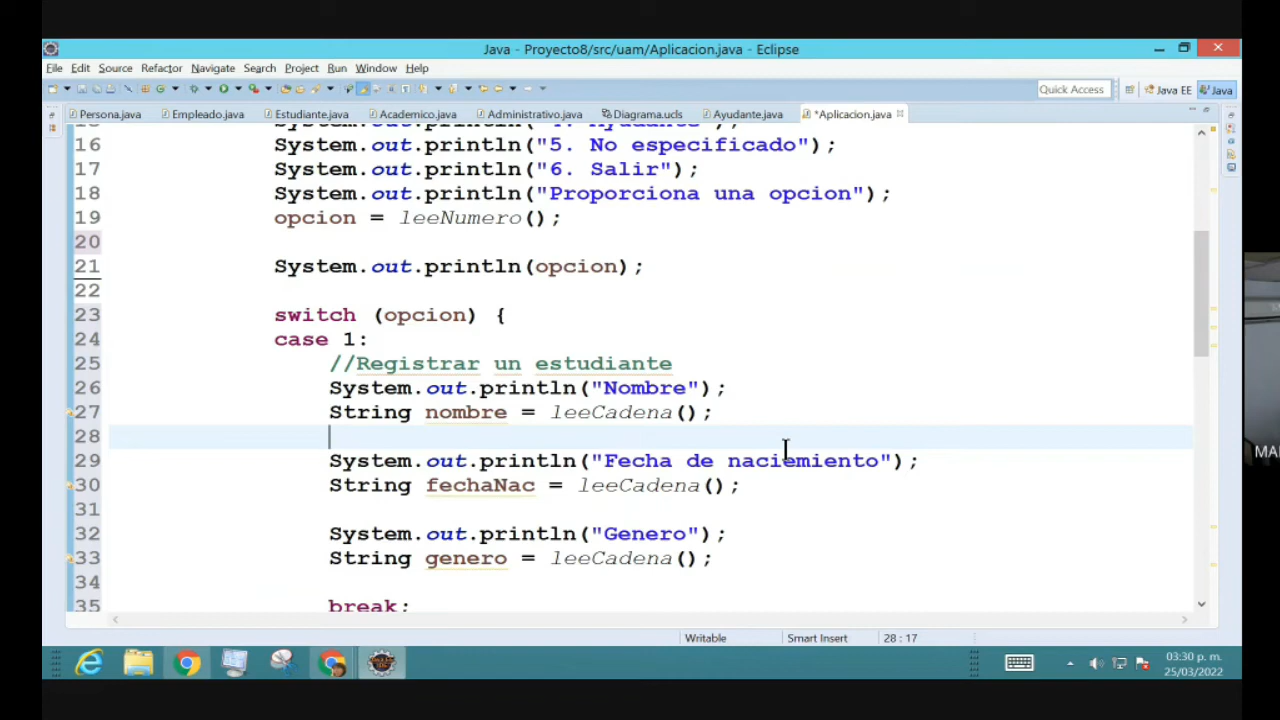 Java - Proyecto8/src/uam/Aplicacion.java - Eclipse
File Edit Source Refactor Navigate Search Project Run Window Help
Quick Access Java EE Java
Persona.java Empleado.java Estudiante.java Academico.java Administrativo.java Diagrama.ucls Ayudante.java *Aplicacion.java
System.out.println("4. Ayudante");
16 System.out.println("5. No especificado");
17 System.out.println("6. Salir");
18 System.out.println("Proporciona una opcion");
19 opcion = leeNumero();
20
21 System.out.println(opcion);
22
23 switch (opcion) {
24 case 1:
25 //Registrar un estudiante
26 System.out.println("Nombre");
27 String nombre = leeCadena();
28
29 System.out.println("Fecha de naciemiento");
30 String fechaNac = leeCadena();
31
32 System.out.println("Genero");
33 String genero = leeCadena();
34
35 break;
Writable Smart Insert 28 : 17
03:30 p. m.
25/03/2022